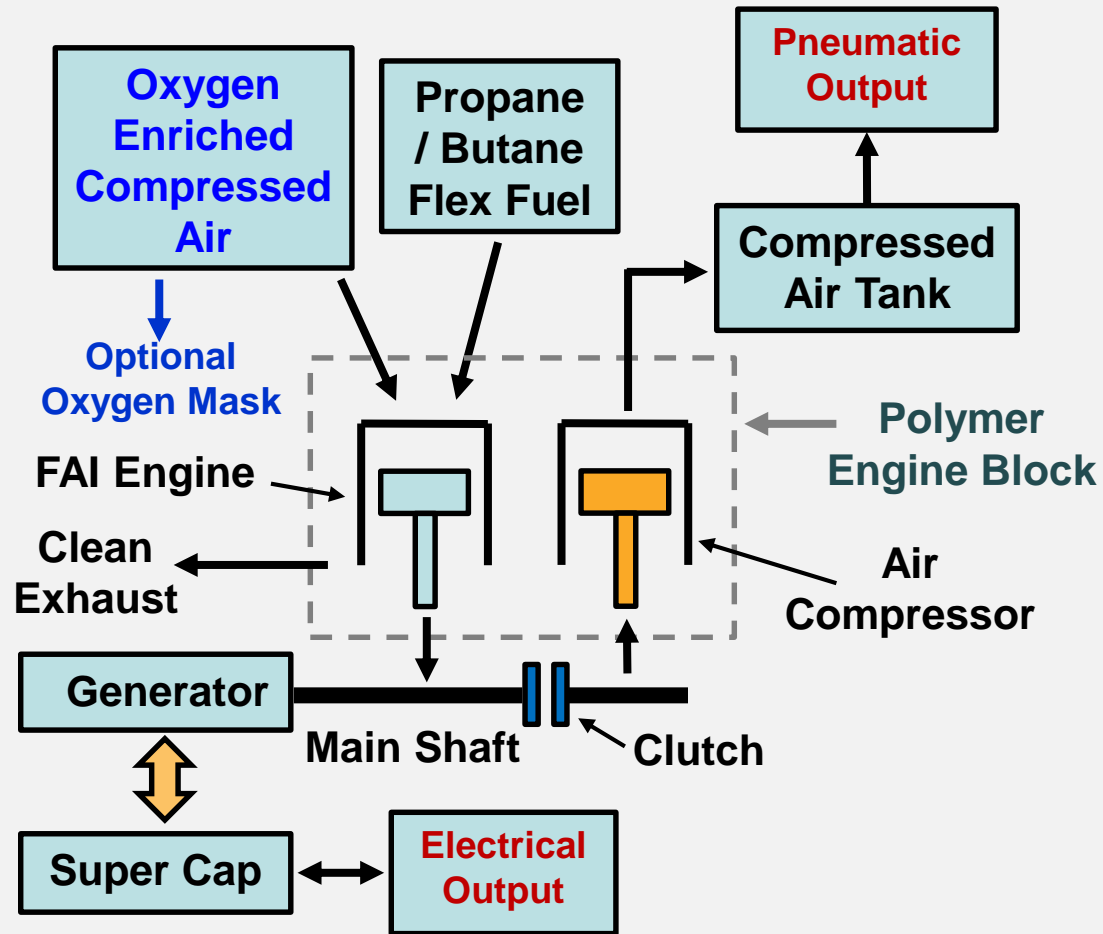 Oxygen
Enriched
Compressed
Air
Propane
/ Butane
Flex Fuel
Pneumatic
Output
Compressed
Air Tank
Optional
Oxygen Mask
Polymer
Engine Block
FAI Engine
Clean
Exhaust
Air
Compressor
Generator
Main Shaft
Clutch
Super Cap
Electrical
Output